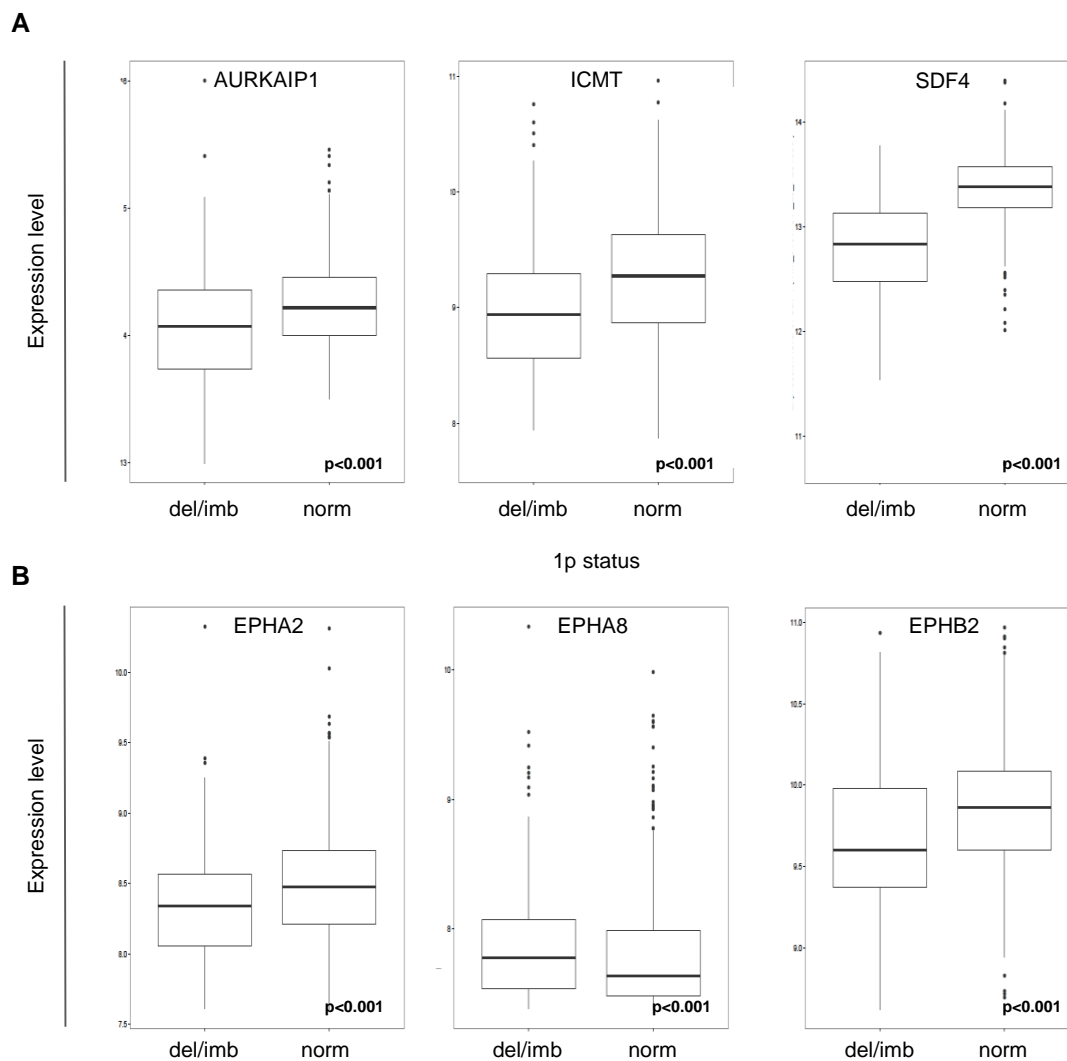 A
AURKAIP1
ICMT
SDF4
Expression level
16
5
4
13
11
10
9
8
14
13
12
11
p<0.001
p<0.001
p<0.001
del/imb
norm
del/imb
norm
del/imb
norm
1p status
B
EPHA2
EPHA8
EPHB2
Expression level
10.0
9.5
9.0
8.5
8.0
7.5
10
9
8
11.0
10.5
10.0
9.5
9.0
p<0.001
p<0.001
p<0.001
del/imb
norm
del/imb
norm
del/imb
norm